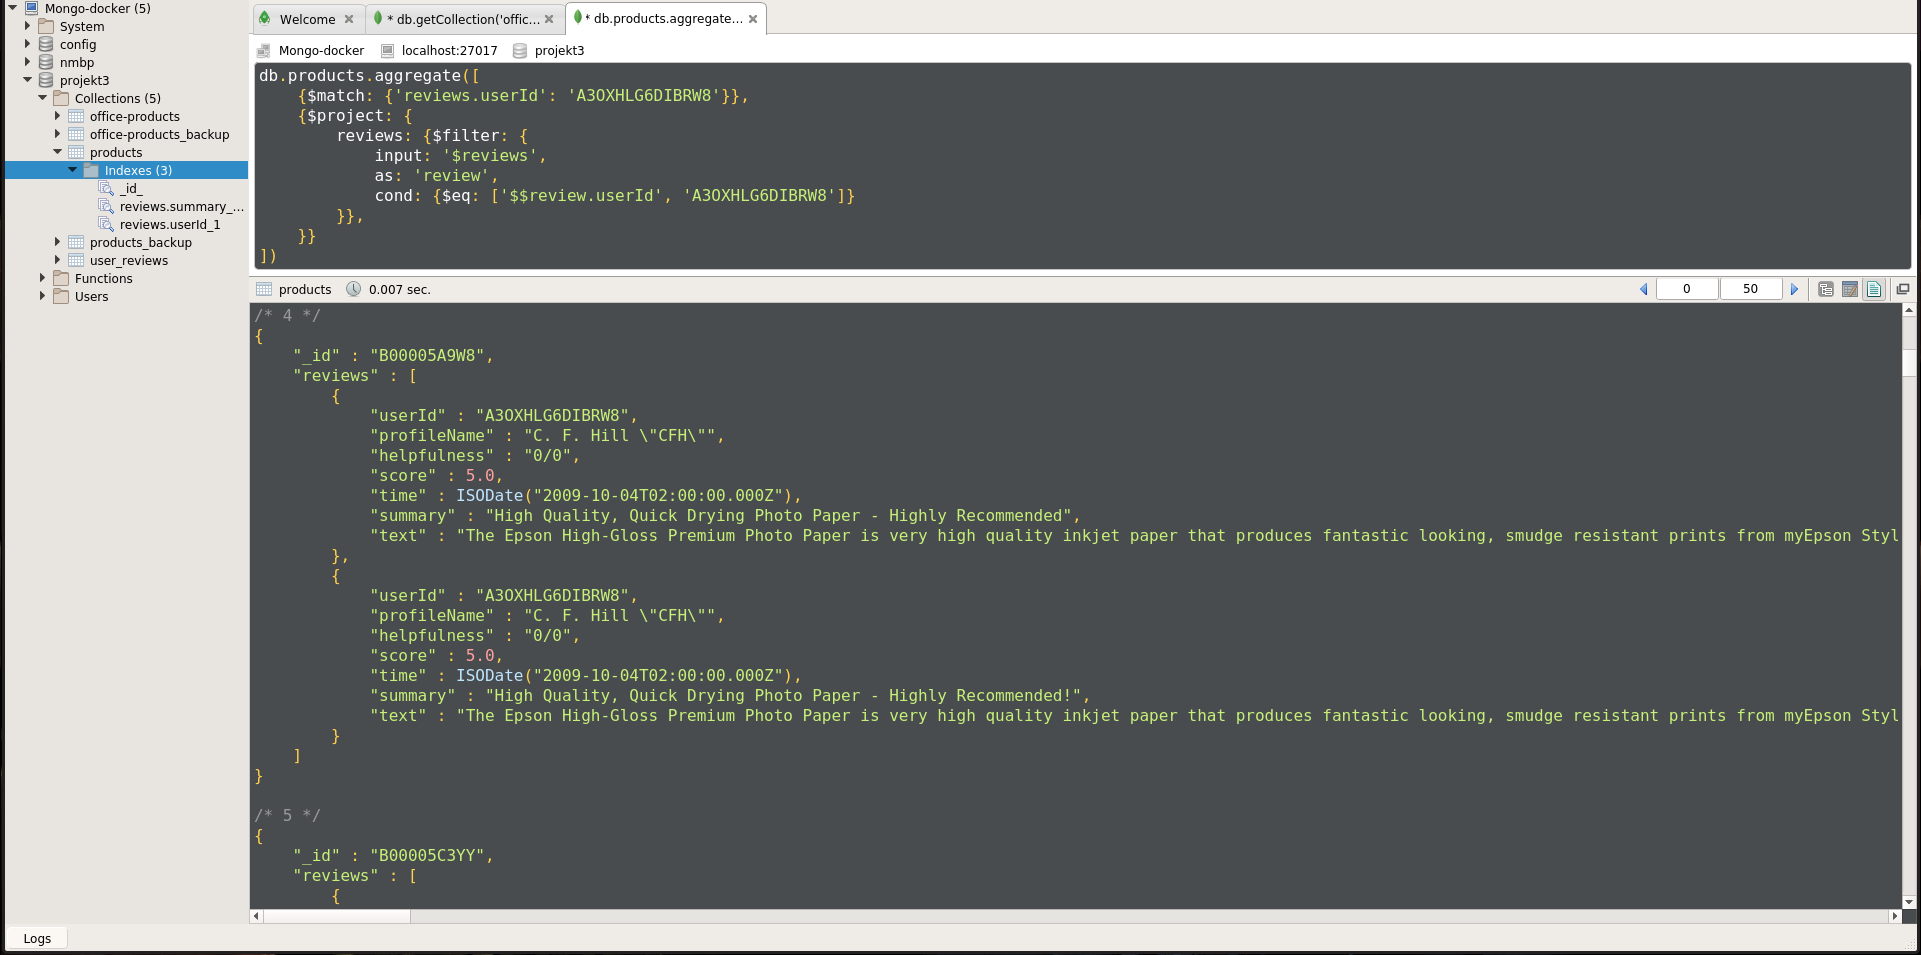 Mongo-docker (5)
System
config
nmbp
projekt3
Collections (5)
office-products
office-products_backup
products
Indexes (3)
_id_
reviews.summary_...
reviews.userId_1
products_backup
user_reviews
Functions
Users
Logs
Welcome
* db.getCollection('offic...
* db.products.aggregate...
Mongo-docker localhost:27017 projekt3
db.products.aggregate([
    {$match: {'reviews.userId': 'A3OXHLG6DIBRW8'}},
    {$project: {
        reviews: {$filter: {
            input: '$reviews',
            as: 'review',
            cond: {$eq: ['$$review.userId', 'A3OXHLG6DIBRW8']}
        }},
    }}
])
products 0.007 sec. 0 50
/* 4 */
{
    "_id" : "B00005A9W8",
    "reviews" : [
        {
            "userId" : "A3OXHLG6DIBRW8",
            "profileName" : "C. F. Hill \"CFH\"",
            "helpfulness" : "0/0",
            "score" : 5.0,
            "time" : ISODate("2009-10-04T02:00:00.000Z"),
            "summary" : "High Quality, Quick Drying Photo Paper - Highly Recommended",
            "text" : "The Epson High-Gloss Premium Photo Paper is very high quality inkjet paper that produces fantastic looking, smudge resistant prints from myEpson Styl
        },
        {
            "userId" : "A3OXHLG6DIBRW8",
            "profileName" : "C. F. Hill \"CFH\"",
            "helpfulness" : "0/0",
            "score" : 5.0,
            "time" : ISODate("2009-10-04T02:00:00.000Z"),
            "summary" : "High Quality, Quick Drying Photo Paper - Highly Recommended!",
            "text" : "The Epson High-Gloss Premium Photo Paper is very high quality inkjet paper that produces fantastic looking, smudge resistant prints from myEpson Styl
        }
    ]
}
/* 5 */
{
    "_id" : "B00005C3YY",
    "reviews" : [
        {